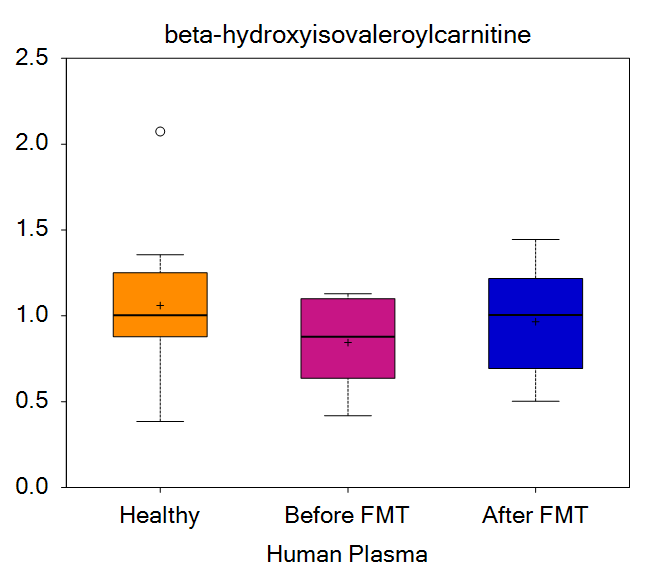 beta-hydroxyisovaleroylcarnitine
2.5
2.0
1.5
1.0
0.5
0.0
Healthy
Before FMT
After FMT
Human Plasma